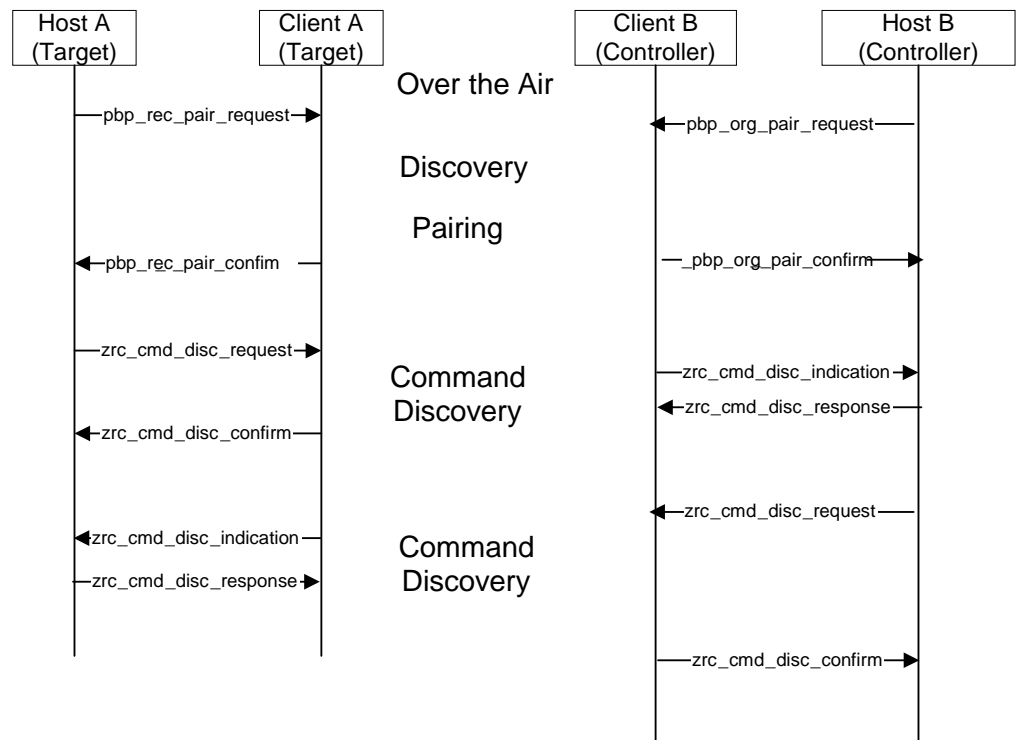 Host A
(Target)
Client A
(Target)
Client B
(Controller)
Host B
(Controller)
Over the Air
pbp_rec_pair_request
pbp_org_pair_request
Discovery
Pairing
pbp_rec_pair_confim
_pbp_org_pair_confirm
zrc_cmd_disc_request
Command
Discovery
zrc_cmd_disc_indication
zrc_cmd_disc_response
zrc_cmd_disc_confirm
zrc_cmd_disc_request
zrc_cmd_disc_indication
Command
Discovery
zrc_cmd_disc_response
zrc_cmd_disc_confirm